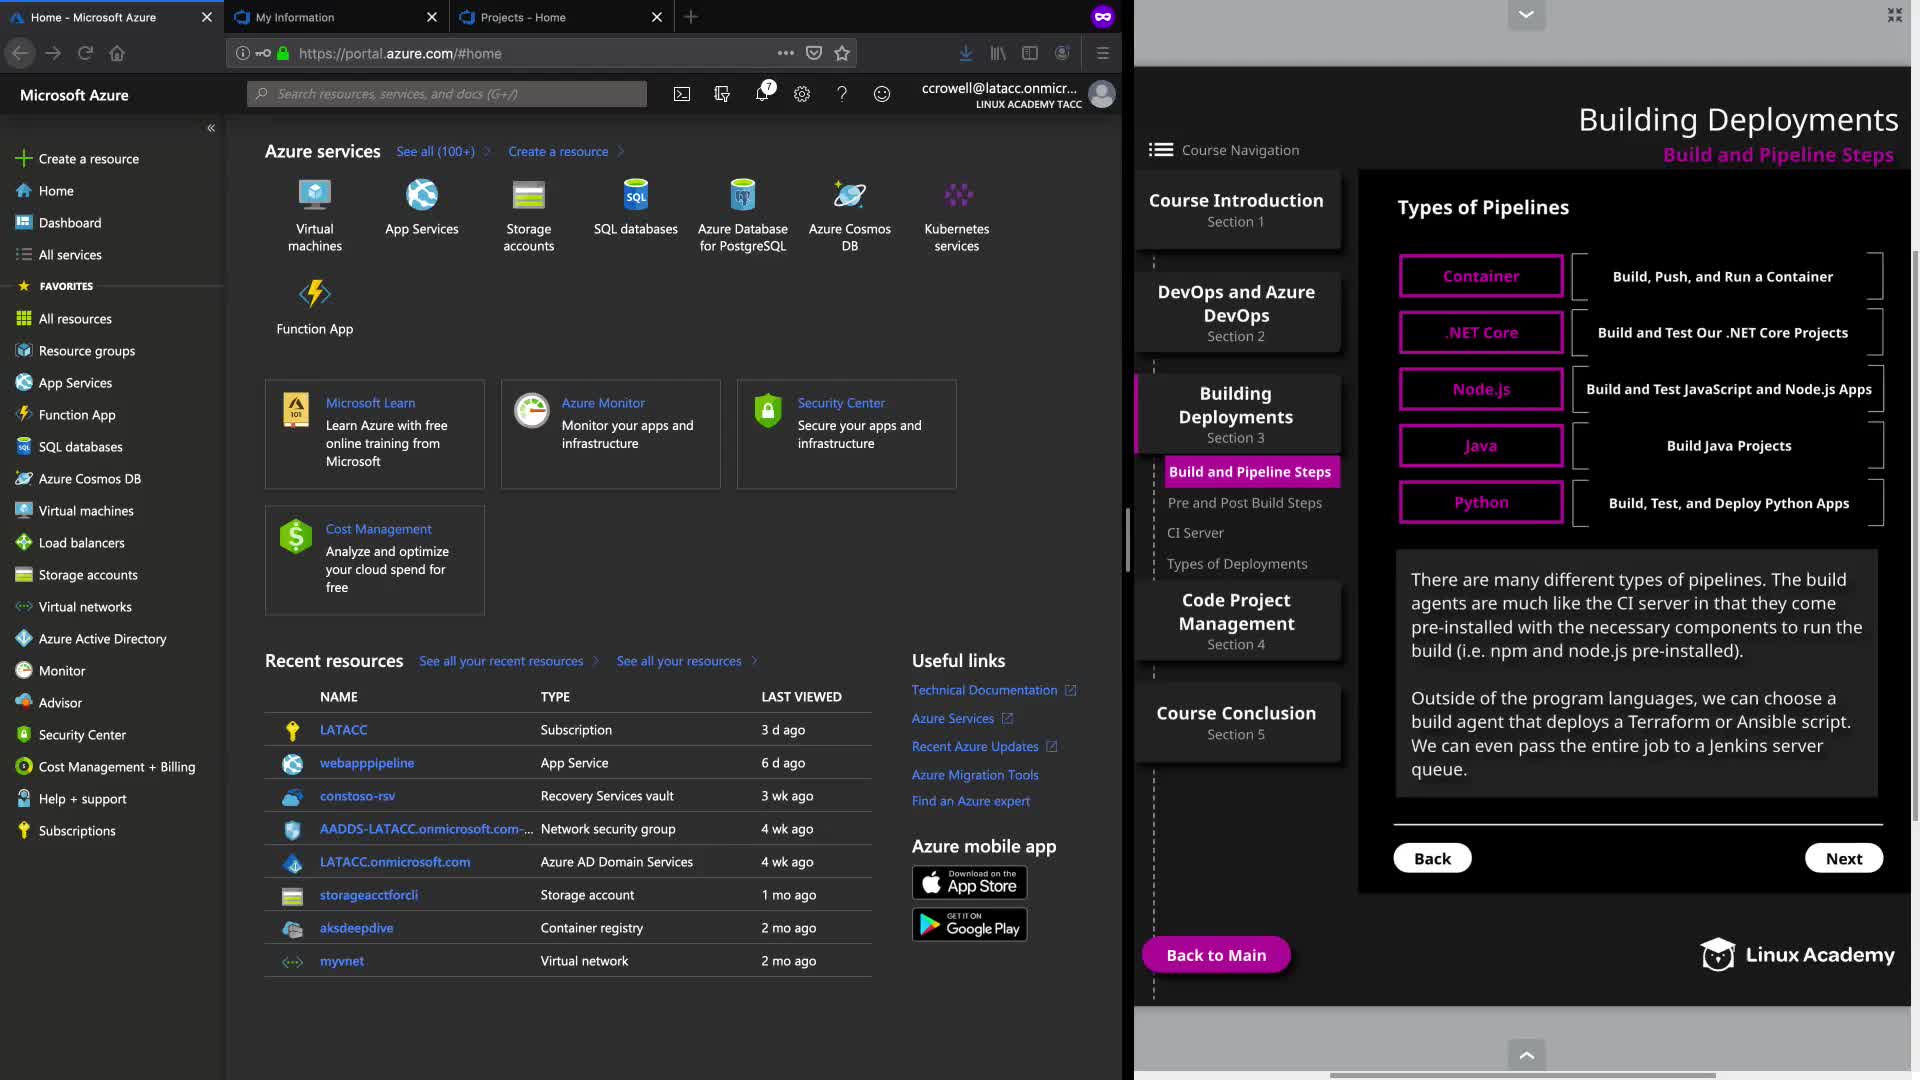 Home - Microsoft Azure
My Information
Projects - Home
https://portal.azure.com/#home
Microsoft Azure
Search resources, services, and docs (G+/)
7
ccrowell@latacc.onmicr...
LINUX ACADEMY TACC
Create a resource
Home
Dashboard
All services
FAVORITES
All resources
Resource groups
App Services
Function App
SQL databases
Azure Cosmos DB
Virtual machines
Load balancers
Storage accounts
Virtual networks
Azure Active Directory
Monitor
Advisor
Security Center
Cost Management + Billing
Help + support
Subscriptions
Azure services
See all (100+)
Create a resource
Virtual machines
App Services
Storage accounts
SQL
SQL databases
Azure Database for PostgreSQL
Azure Cosmos DB
Kubernetes services
Function App
101
Microsoft Learn
Learn Azure with free
online training from
Microsoft
Azure Monitor
Monitor your apps and
infrastructure
Security Center
Secure your apps and
infrastructure
Cost Management
Analyze and optimize
your cloud spend for
free
Recent resources
See all your recent resources
See all your resources
NAME TYPE LAST VIEWED
LATACC Subscription 3 d ago
webapppipeline App Service 6 d ago
constoso-rsv Recovery Services vault 3 wk ago
AADDS-LATACC.onmicrosoft.com-... Network security group 4 wk ago
LATACC.onmicrosoft.com Azure AD Domain Services 4 wk ago
storageacctforcli Storage account 1 mo ago
aksdeepdive Container registry 2 mo ago
myvnet Virtual network 2 mo ago
Useful links
Technical Documentation
Azure Services
Recent Azure Updates
Azure Migration Tools
Find an Azure expert
Azure mobile app
Download on the
App Store
GET IT ON
Google Play
Building Deployments
Build and Pipeline Steps
Course Navigation
Course Introduction
Section 1
DevOps and Azure
DevOps
Section 2
Building
Deployments
Section 3
Build and Pipeline Steps
Pre and Post Build Steps
CI Server
Types of Deployments
Code Project
Management
Section 4
Course Conclusion
Section 5
Back to Main
Types of Pipelines
Container Build, Push, and Run a Container
.NET Core Build and Test Our .NET Core Projects
Node.js Build and Test JavaScript and Node.js Apps
Java Build Java Projects
Python Build, Test, and Deploy Python Apps
There are many different types of pipelines. The build
agents are much like the CI server in that they come
pre-installed with the necessary components to run the
build (i.e. npm and node.js pre-installed).
Outside of the program languages, we can choose a
build agent that deploys a Terraform or Ansible script.
We can even pass the entire job to a Jenkins server
queue.
Back
Next
Linux Academy